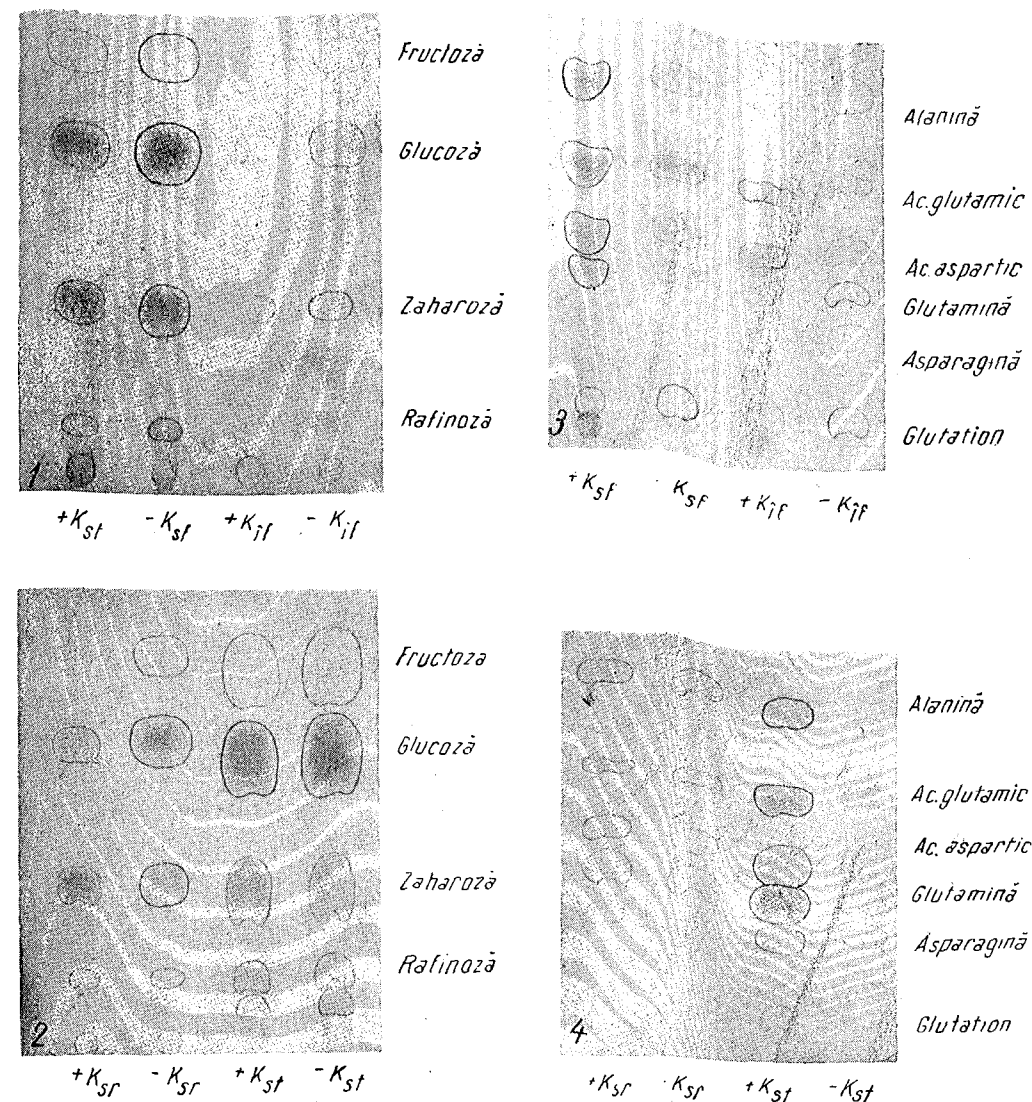 Fructoză
Glucoză
Zaharoză
Rafinoză
1
+K_sf -K_sf +K_îf -K_îf
Alanină
Ac. glutamic
Ac. aspartic
Glutamină
Asparagină
Glutation
3
+K_sf K_sf +K_îf -K_îf
Fructoza
Glucoză
Zaharoză
Rafinoză
2
+K_sr -K_sr +K_st -K_st
Alanină
Ac. glutamic
Ac. aspartic
Glutamină
Asparagină
Glutation
4
+K_sr K_sr +K_st -K_st